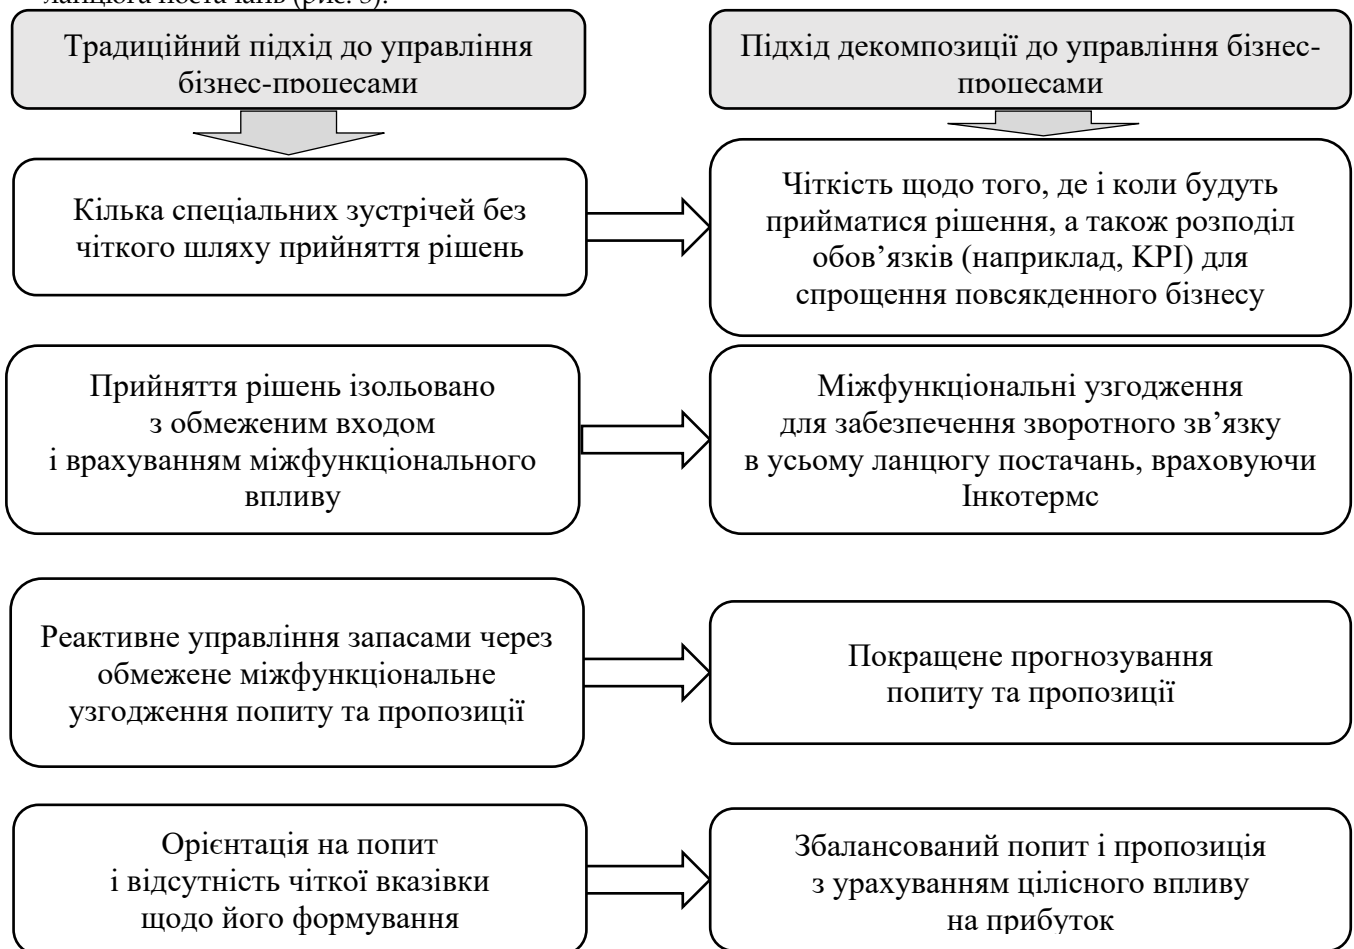 ланцюга постачань (рис. 3).
Традиційний підхід до управління
бізнес-процесами
Підхід декомпозиції до управління бізнес-
процесами
Кілька спеціальних зустрічей без
чіткого шляху прийняття рішень
Чіткість щодо того, де і коли будуть
прийматися рішення, а також розподіл
обов’язків (наприклад, KPI) для
спрощення повсякденного бізнесу
Прийняття рішень ізольовано
з обмеженим входом
і врахуванням міжфункціонального
впливу
Міжфункціональні узгодження
для забезпечення зворотного зв’язку
в усьому ланцюгу постачань, враховуючи
Інкотермс
Реактивне управління запасами через
обмежене міжфункціональне
узгодження попиту та пропозиції
Покращене прогнозування
попиту та пропозиції
Орієнтація на попит
і відсутність чіткої вказівки
щодо його формування
Збалансований попит і пропозиція
з урахуванням цілісного впливу
на прибуток